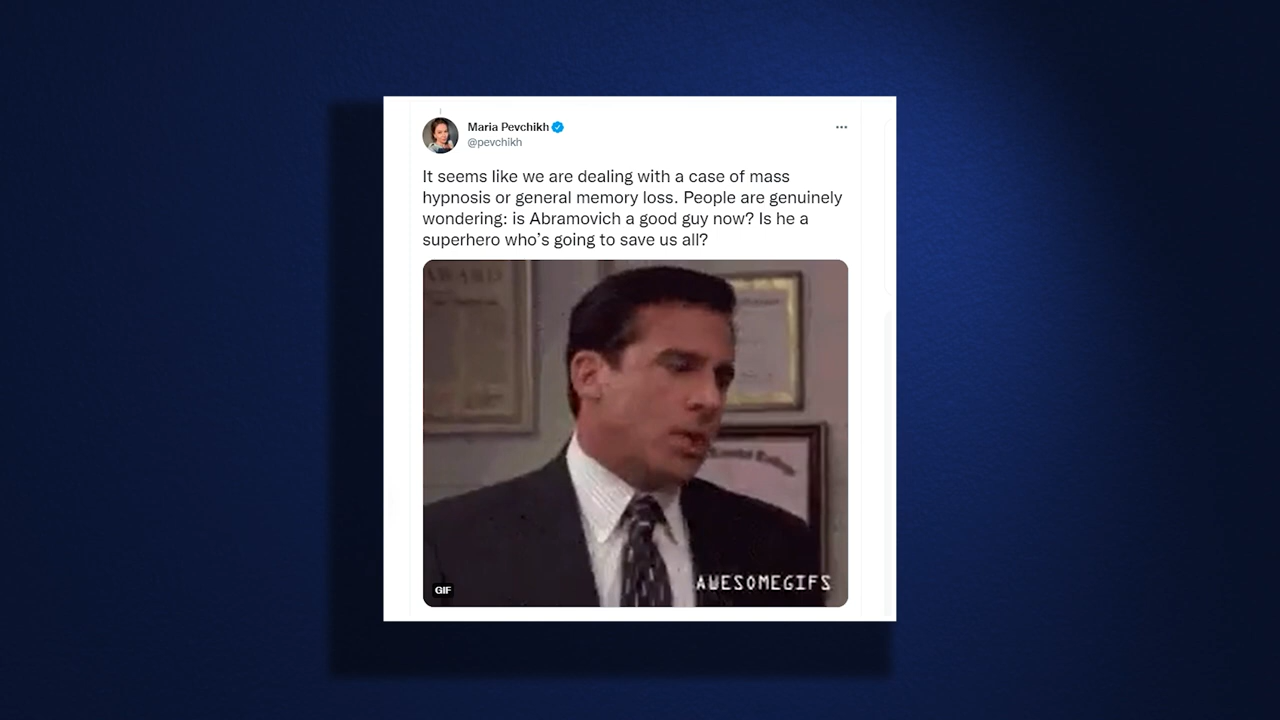 Maria Pevchikh
@pevchikh
It seems like we are dealing with a case of mass
hypnosis or general memory loss. People are genuinely
wondering: is Abramovich a good guy now? Is he a
superhero who’s going to save us all?
AWARD
GIF
AWESOMEGIFS